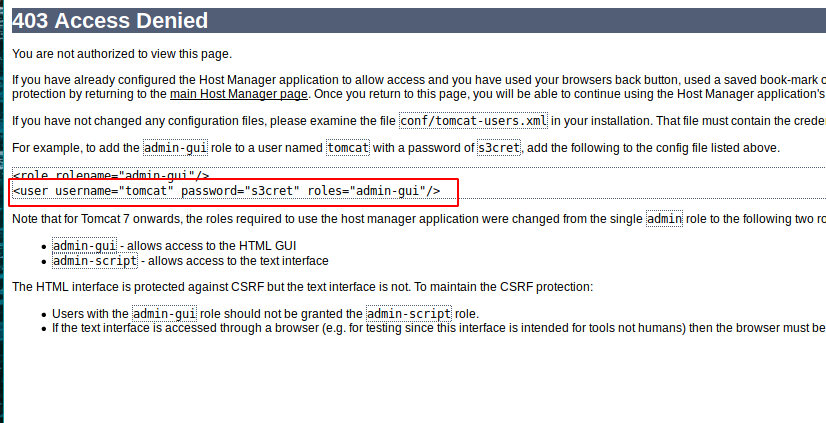 403 Access Denied
You are not authorized to view this page.
If you have already configured the Host Manager application to allow access and you have used your browsers back button, used a saved book-mark
protection by returning to the main Host Manager page. Once you return to this page, you will be able to continue using the Host Manager application's
If you have not changed any configuration files, please examine the file conf/tomcat-users.xml in your installation. That file must contain the
For example, to add the admin-gui role to a user named tomcat with a password of s3cret, add the following to the config file listed above.
<role rolename="admin-gui"/>
<user username="tomcat" password="s3cret" roles="admin-gui"/>
Note that for Tomcat 7 onwards, the roles required to use the host manager application were changed from the single admin role to the following two
• admin-gui - allows access to the HTML GUI
• admin-script - allows access to the text interface
The HTML interface is protected against CSRF but the text interface is not. To maintain the CSRF protection:
• Users with the admin-gui role should not be granted the admin-script role.
• If the text interface is accessed through a browser (e.g. for testing since this interface is intended for tools not humans) then the browser must be